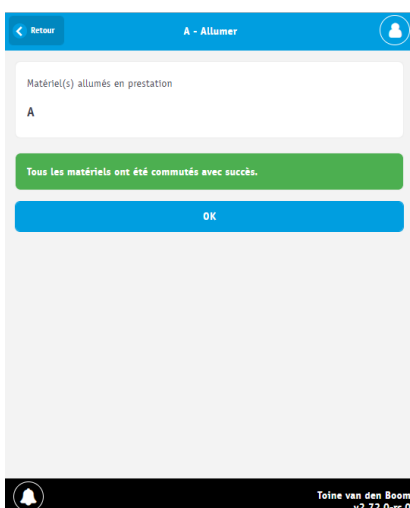 Retour
A - Allumer
Matériel(s) allumés en prestation
A
Tous les matériels ont été commutés avec succès.
OK
Toine van den Boom